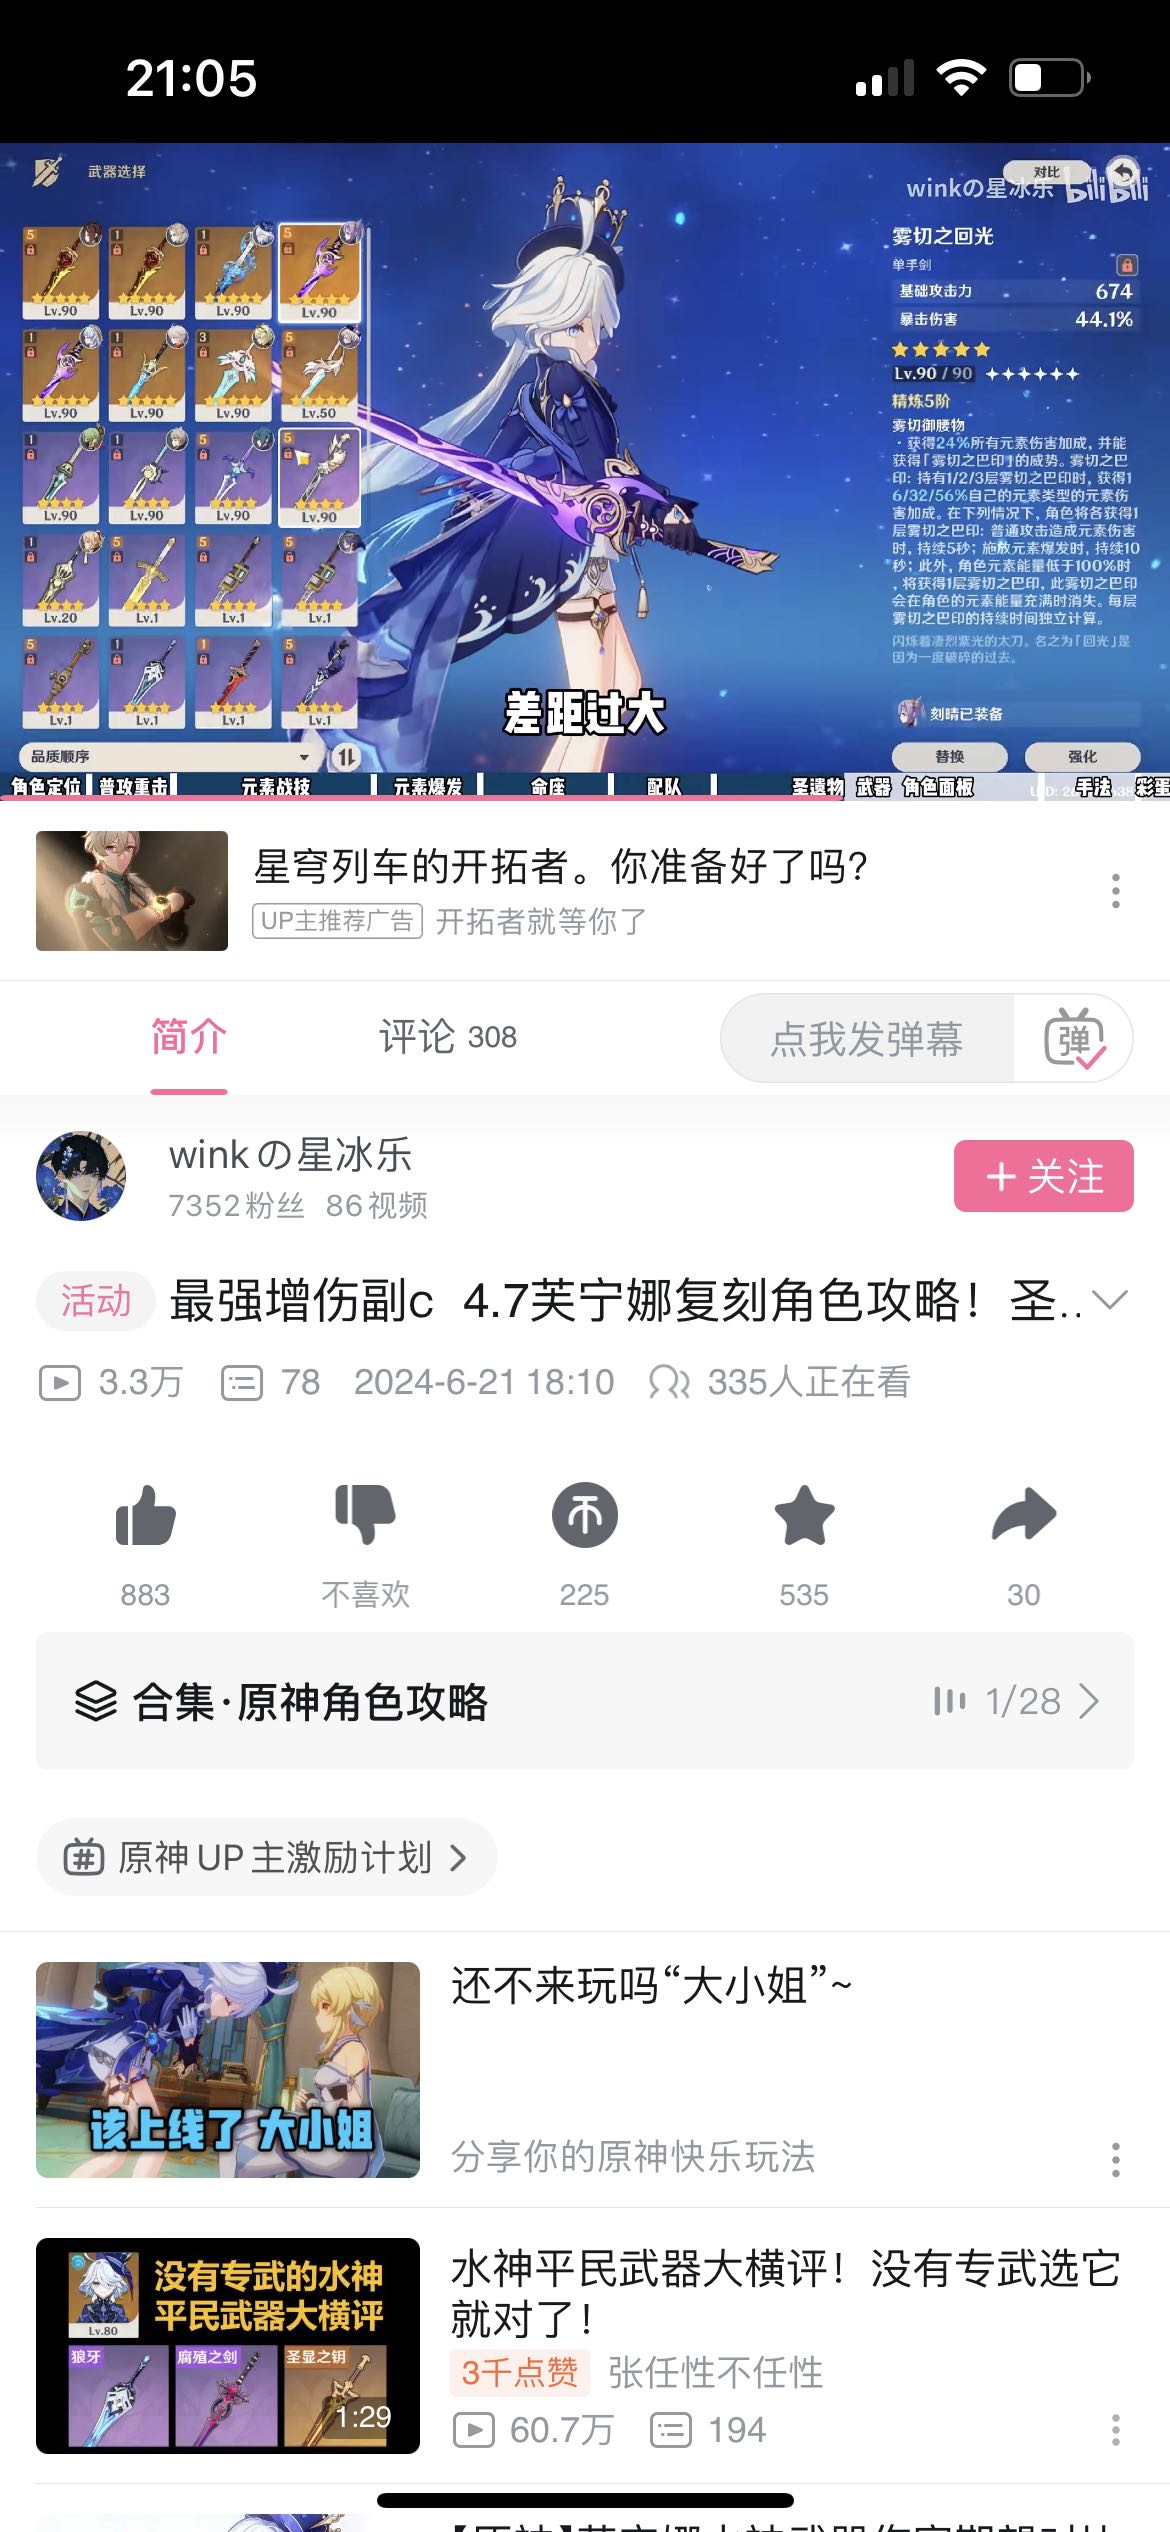 21:05
武器选择
对比
winkの星冰乐 bilibili
雾切之回光
单手剑
基础攻击力 674
暴击伤害 44.1%
Lv.90 / 90
精炼5阶
雾切御腰物
·获得24%所有元素伤害加成，并能
获得「雾切之巴印」的威势。雾切之巴
印：持有1/2/3层雾切之巴印时，获得1
6/32/56%自己的元素类型的元素伤
害加成。在下列情况下，角色将各获得1
层雾切之巴印：普通攻击造成元素伤害
时，持续5秒；施放元素爆发时，持续10
秒；此外，角色元素能量低于100%时
，将获得1层雾切之巴印，此雾切之巴印
会在角色的元素能量充满时消失。每层
雾切之巴印的持续时间独立计算。
闪烁着凄烈紫光的太刀。名之为「回光」是
因为一度破碎的过去。
刻晴已装备
替换 强化
5 1 1 5
Lv.90 Lv.90 Lv.90 Lv.90
1 1 3 5
Lv.90 Lv.90 Lv.90 Lv.50
1 1 5 5
Lv.90 Lv.90 Lv.90 Lv.90
1 5 5 5
Lv.20 Lv.1 Lv.1 Lv.1
5 1 1 5
Lv.1 Lv.1 Lv.1 Lv.1
品质顺序
差距过大
角色定位 普攻重击 元素战技 元素爆发 命座 配队 圣遗物 武器 角色面板 手法 彩蛋
星穹列车的开拓者。你准备好了吗？
UP主推荐广告 开拓者就等你了
简介 评论 308 点我发弹幕 弹
winkの星冰乐
7352粉丝 86视频
+ 关注
活动 最强增伤副c 4.7芙宁娜复刻角色攻略！圣..
3.3万 78 2024-6-21 18:10 335人正在看
883 不喜欢 225 535 30
合集·原神角色攻略 1/28
原神UP主激励计划
该上线了 大小姐
还不来玩吗“大小姐”~
分享你的原神快乐玩法
没有专武的水神
平民武器大横评
Lv.80
狼牙 腐殖之剑 圣显之钥
1:29
水神平民武器大横评！没有专武选它
就对了！
3千点赞 张任性不任性
60.7万 194